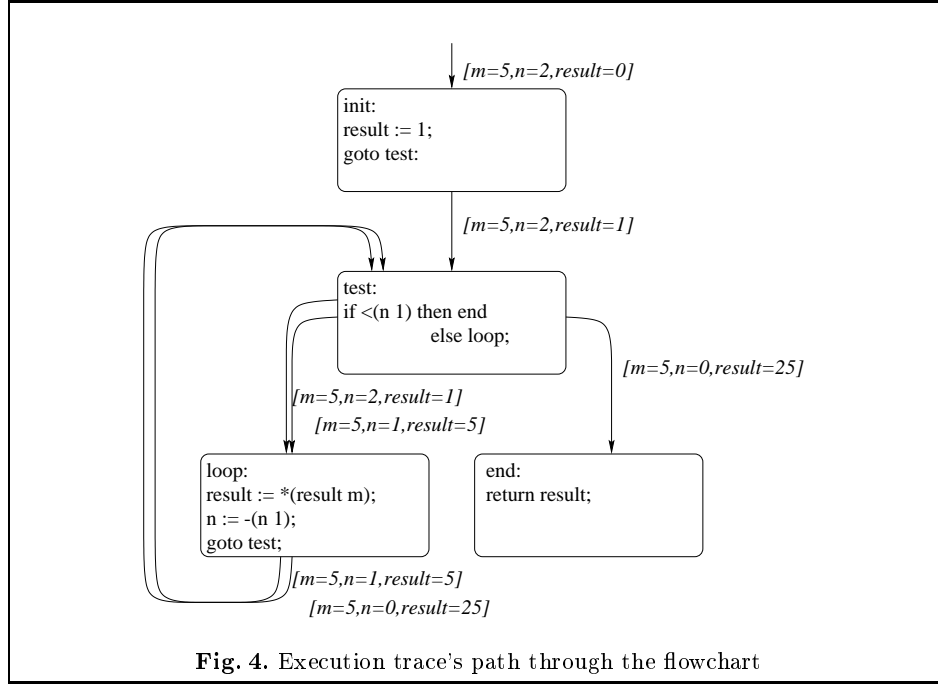 [m=5,n=2,result=0]
init:
result := 1;
goto test:
[m=5,n=2,result=1]
test:
if <(n 1) then end
else loop;
[m=5,n=0,result=25]
[m=5,n=2,result=1]
[m=5,n=1,result=5]
loop:
result := *(result m);
n := -(n 1);
goto test;
end:
return result;
[m=5,n=1,result=5]
[m=5,n=0,result=25]
Fig. 4. Execution trace's path through the flowchart